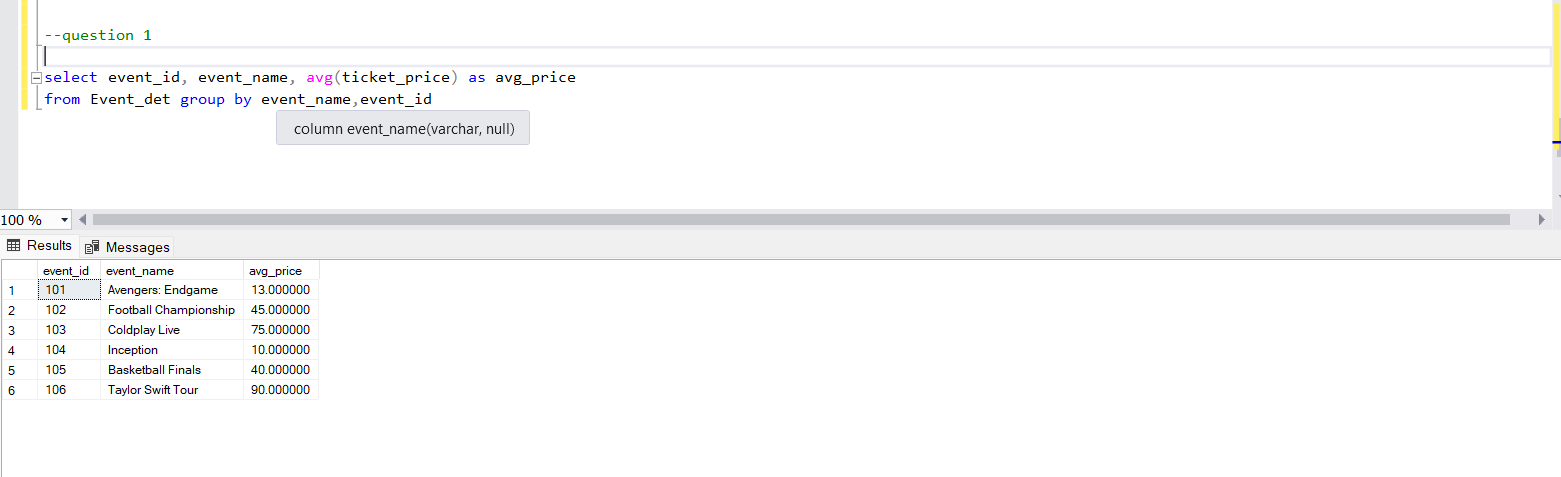 --question 1
select event_id, event_name, avg(ticket_price) as avg_price
from Event_det group by event_name,event_id
column event_name(varchar, null)
100 %
Results Messages
event_id event_name avg_price
1 101 Avengers: Endgame 13.000000
2 102 Football Championship 45.000000
3 103 Coldplay Live 75.000000
4 104 Inception 10.000000
5 105 Basketball Finals 40.000000
6 106 Taylor Swift Tour 90.000000